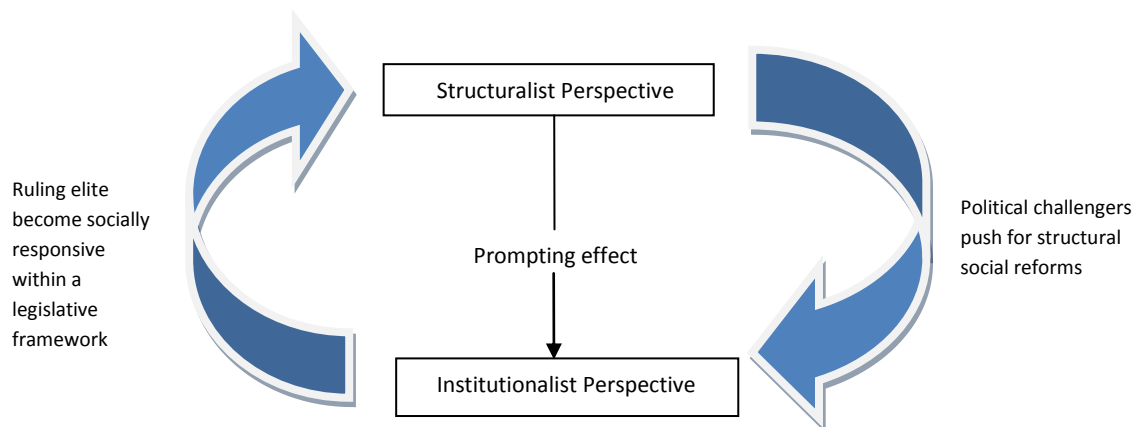 Structuralist Perspective
Ruling elite
become socially
responsive
within a
legislative
framework
Political challengers
push for structural
social reforms
Prompting effect
Institutionalist Perspective